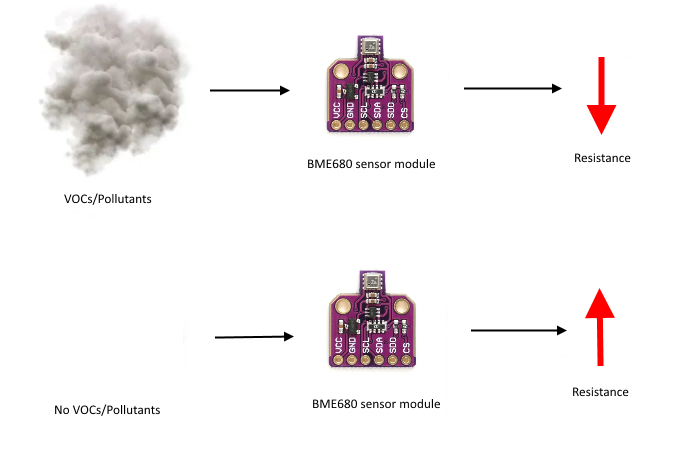 VCC GND SCL SDA SDO CS
Resistance
BME680 sensor module
VOCs/Pollutants
VCC GND SCL SDA SDO CS
Resistance
BME680 sensor module
No VOCs/Pollutants